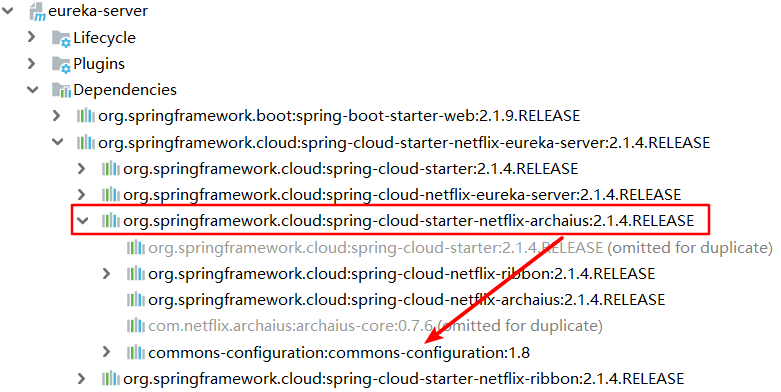 eureka-server
Lifecycle
Plugins
Dependencies
org.springframework.boot:spring-boot-starter-web:2.1.9.RELEASE
org.springframework.cloud:spring-cloud-starter-netflix-eureka-server:2.1.4.RELEASE
org.springframework.cloud:spring-cloud-starter:2.1.4.RELEASE
org.springframework.cloud:spring-cloud-netflix-eureka-server:2.1.4.RELEASE
org.springframework.cloud:spring-cloud-starter-netflix-archaius:2.1.4.RELEASE
org.springframework.cloud:spring-cloud-starter:2.1.4.RELEASE (omitted for duplicate)
org.springframework.cloud:spring-cloud-netflix-ribbon:2.1.4.RELEASE
org.springframework.cloud:spring-cloud-netflix-archaius:2.1.4.RELEASE
com.netflix.archaius:archaius-core:0.7.6 (omitted for duplicate)
commons-configuration:commons-configuration:1.8
org.springframework.cloud:spring-cloud-starter-netflix-ribbon:2.1.4.RELEASE